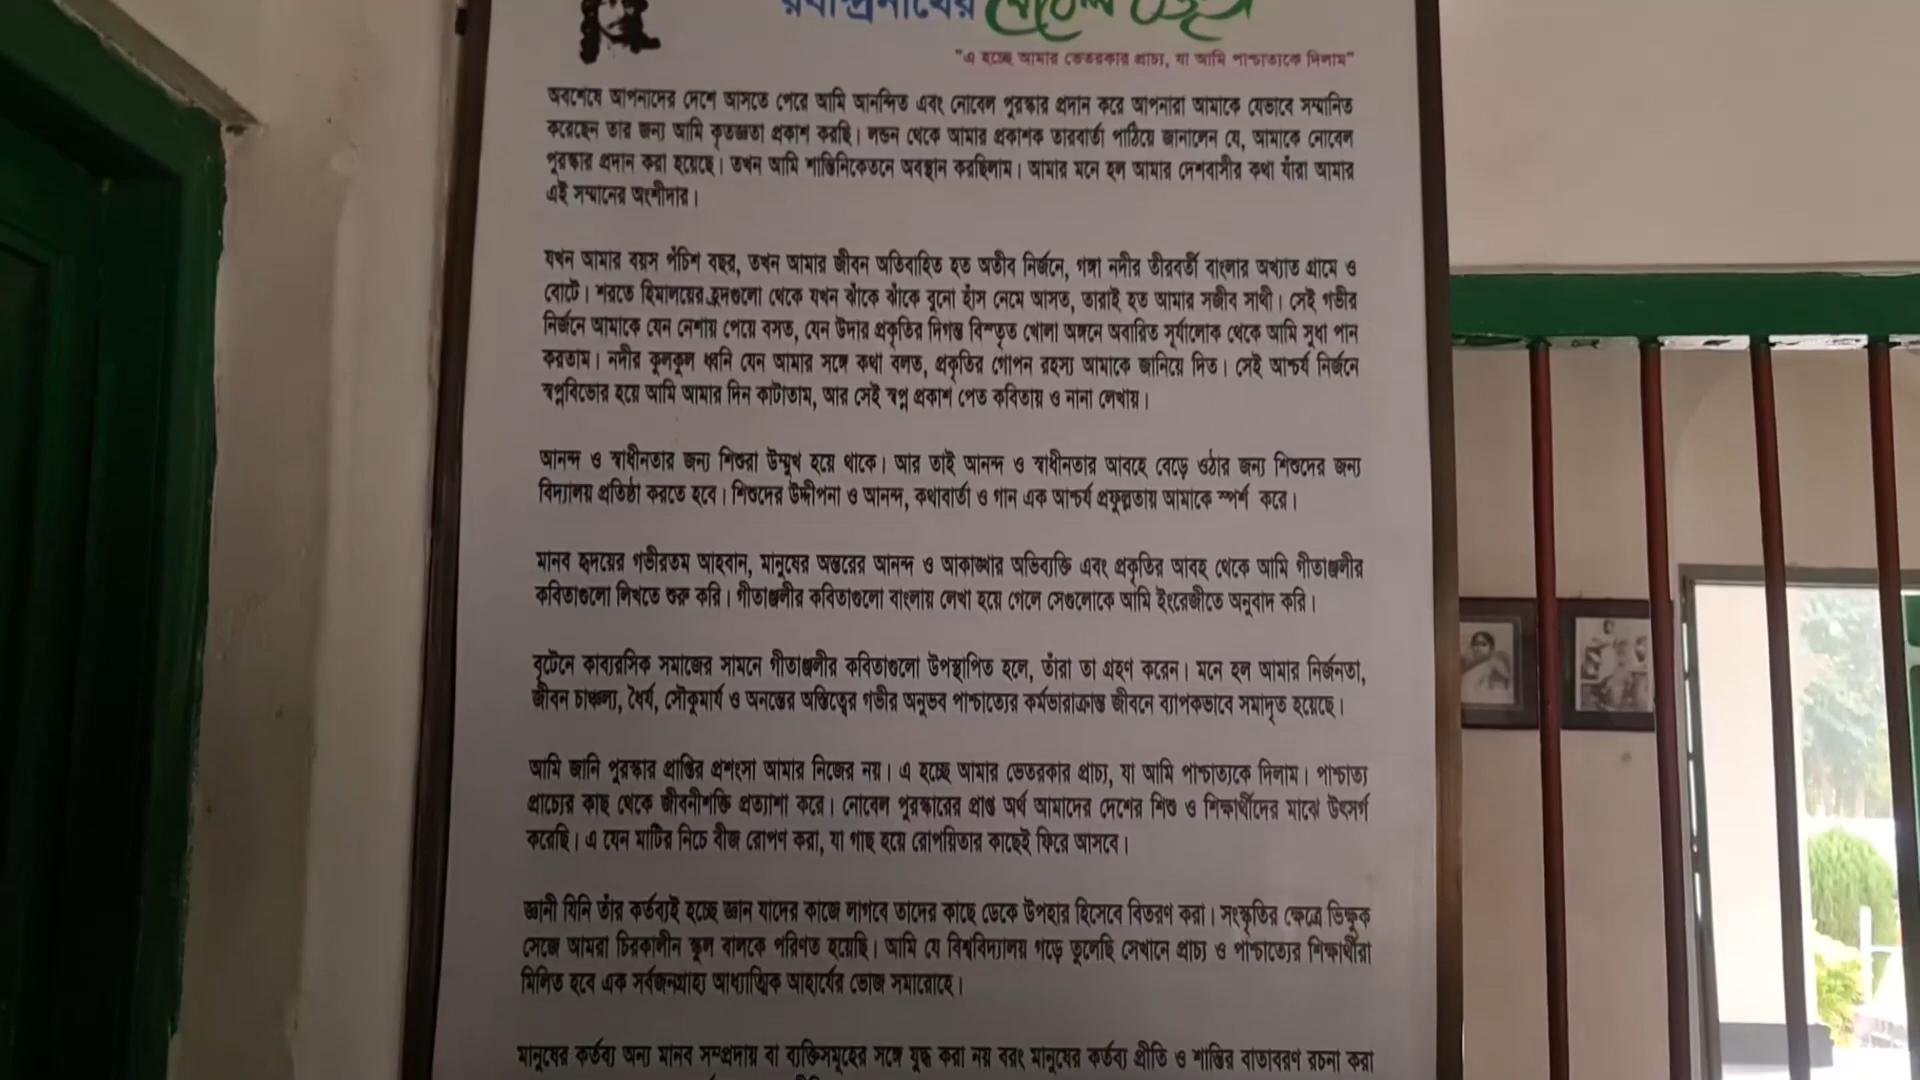 রবীন্দ্রনাথের নোবেল বক্তৃতা
"এ হচ্ছে আমার ভেতরকার প্রাচ্য, যা আমি পাশ্চাত্যকে দিলাম"
অবশেষে আপনাদের দেশে আসতে পেরে আমি আনন্দিত এবং নোবেল পুরস্কার প্রদান করে আপনারা আমাকে যেভাবে সম্মানিত
করেছেন তার জন্য আমি কৃতজ্ঞতা প্রকাশ করছি। লন্ডন থেকে আমার প্রকাশক তারবার্তা পাঠিয়ে জানালেন যে, আমাকে নোবেল
পুরস্কার প্রদান করা হয়েছে। তখন আমি শান্তিনিকেতনে অবস্থান করছিলাম। আমার মনে হল আমার দেশবাসীর কথা যাঁরা আমার
এই সম্মানের অংশীদার।
যখন আমার বয়স পঁচিশ বছর, তখন আমার জীবন অতিবাহিত হত অতীব নির্জনে, গঙ্গা নদীর তীরবর্তী বাংলার অখ্যাত গ্রামে ও
বোটে। শরতে হিমালয়ের হ্রদগুলো থেকে যখন ঝাঁকে ঝাঁকে বুনো হাঁস নেমে আসত, তারাই হত আমার সজীব সাথী। সেই গভীর
নির্জনে আমাকে যেন নেশায় পেয়ে বসত, যেন উদার প্রকৃতির দিগন্ত বিস্তৃত খোলা অঙ্গনে অবারিত সূর্যালোক থেকে আমি সুধা পান
করতাম। নদীর কুলকুল ধ্বনি যেন আমার সঙ্গে কথা বলত, প্রকৃতির গোপন রহস্য আমাকে জানিয়ে দিত। সেই আশ্চর্য নির্জনে
স্বপ্নবিভোর হয়ে আমি আমার দিন কাটাতাম, আর সেই স্বপ্ন প্রকাশ পেত কবিতায় ও নানা লেখায়।
আনন্দ ও স্বাধীনতার জন্য শিশুরা উন্মুখ হয়ে থাকে। আর তাই আনন্দ ও স্বাধীনতার আবহে বেড়ে ওঠার জন্য শিশুদের জন্য
বিদ্যালয় প্রতিষ্ঠা করতে হবে। শিশুদের উদ্দীপনা ও আনন্দ, কথাবার্তা ও গান এক আশ্চর্য প্রফুল্লতায় আমাকে স্পর্শ করে।
মানব হৃদয়ের গভীরতম আহবান, মানুষের অন্তরের আনন্দ ও আকাঙ্খার অভিব্যক্তি এবং প্রকৃতির আবহ থেকে আমি গীতাঞ্জলীর
কবিতাগুলো লিখতে শুরু করি। গীতাঞ্জলীর কবিতাগুলো বাংলায় লেখা হয়ে গেলে সেগুলোকে আমি ইংরেজীতে অনুবাদ করি।
বৃটেনে কাব্যরসিক সমাজের সামনে গীতাঞ্জলীর কবিতাগুলো উপস্থাপিত হলে, তাঁরা তা গ্রহণ করেন। মনে হল আমার নির্জনতা,
জীবন চাঞ্চল্য, ধৈর্য, সৌকুমার্য ও অনন্তের অস্তিত্বের গভীর অনুভব পাশ্চাত্যের কর্মভারাক্রান্ত জীবনে ব্যাপকভাবে সমাদৃত হয়েছে।
আমি জানি পুরস্কার প্রাপ্তির প্রশংসা আমার নিজের নয়। এ হচ্ছে আমার ভেতরকার প্রাচ্য, যা আমি পাশ্চাত্যকে দিলাম। পাশ্চাত্য
প্রাচ্যের কাছ থেকে জীবনীশক্তি প্রত্যাশা করে। নোবেল পুরস্কারের প্রাপ্ত অর্থ আমাদের দেশের শিশু ও শিক্ষার্থীদের মাঝে উৎসর্গ
করেছি। এ যেন মাটির নিচে বীজ রোপণ করা, যা গাছ হয়ে রোপয়িতার কাছেই ফিরে আসবে।
জ্ঞানী যিনি তাঁর কর্তব্যই হচ্ছে জ্ঞান যাদের কাজে লাগবে তাদের কাছে ডেকে উপহার হিসেবে বিতরণ করা। সংস্কৃতির ক্ষেত্রে ভিক্ষুক
সেজে আমরা চিরকালীন স্কুল বালকে পরিণত হয়েছি। আমি যে বিশ্ববিদ্যালয় গড়ে তুলেছি সেখানে প্রাচ্য ও পাশ্চাত্যের শিক্ষার্থীরা
মিলিত হবে এক সর্বজনগ্রাহ্য আধ্যাত্মিক আহার্যের ভোজ সমারোহে।
মানুষের কর্তব্য অন্য মানব সম্প্রদায় বা ব্যক্তিসমূহের সঙ্গে যুদ্ধ করা নয় বরং মানুষের কর্তব্য প্রীতি ও শান্তির বাতাবরণ রচনা করা